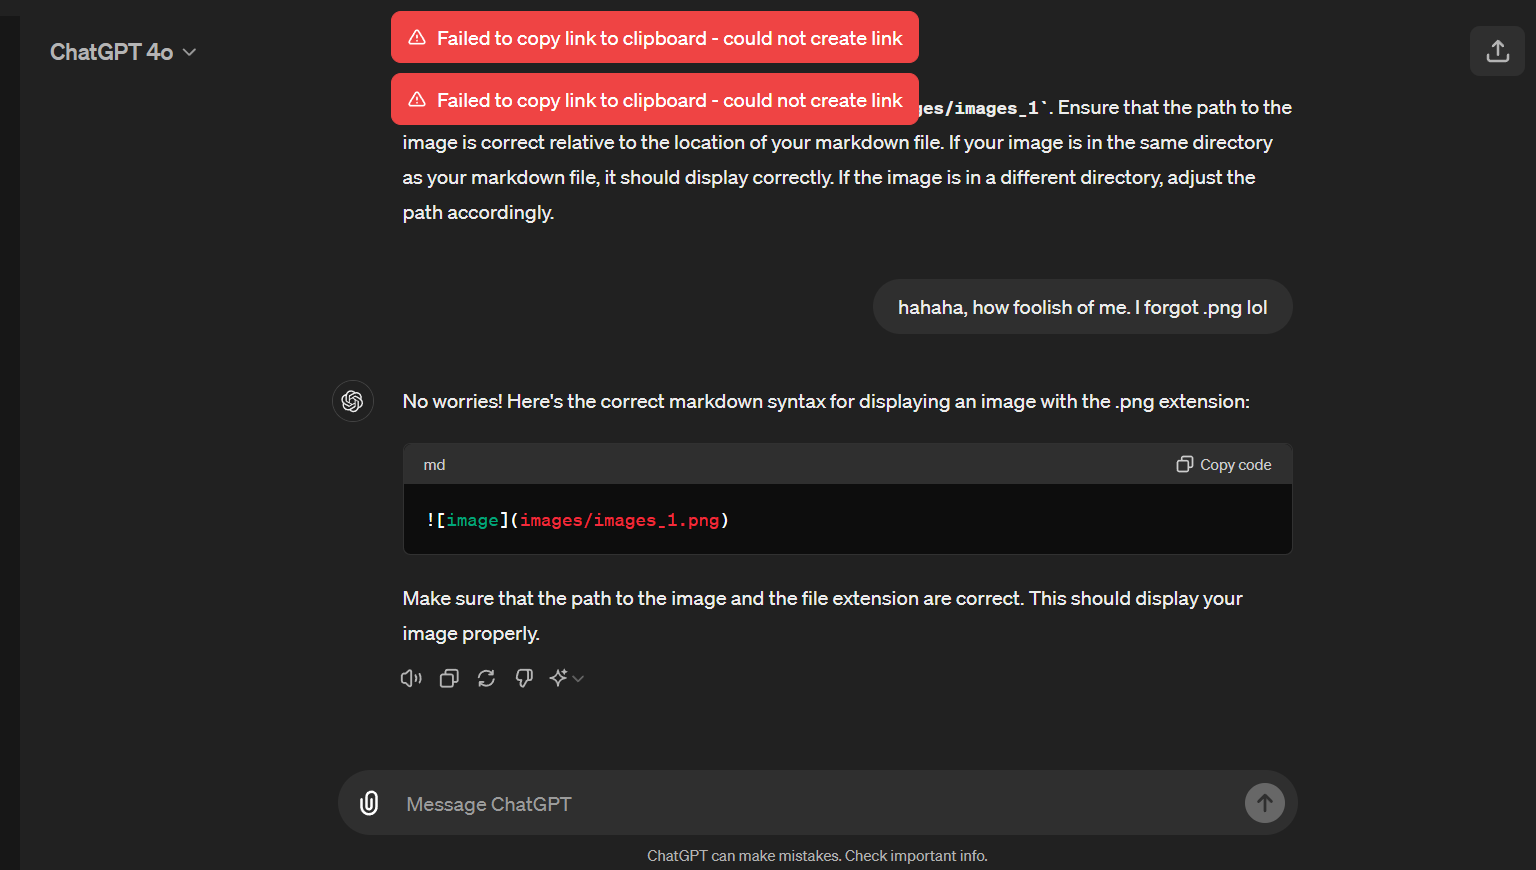 ChatGPT 4o
Failed to copy link to clipboard - could not create link
Failed to copy link to clipboard - could not create link
ges/images_1`. Ensure that the path to the
image is correct relative to the location of your markdown file. If your image is in the same directory
as your markdown file, it should display correctly. If the image is in a different directory, adjust the
path accordingly.
hahaha, how foolish of me. I forgot .png lol
No worries! Here's the correct markdown syntax for displaying an image with the .png extension:
md
Copy code
![image](images/images_1.png)
Make sure that the path to the image and the file extension are correct. This should display your
image properly.
Message ChatGPT
ChatGPT can make mistakes. Check important info.